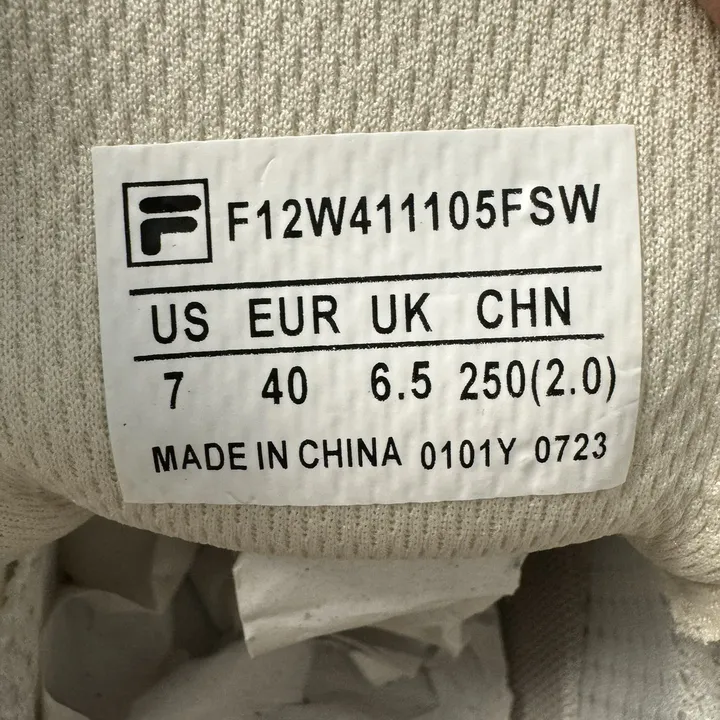 F F12W411105FSW
US EUR UK CHN
7 40 6.5 250(2.0)
MADE IN CHINA 0101Y 0723